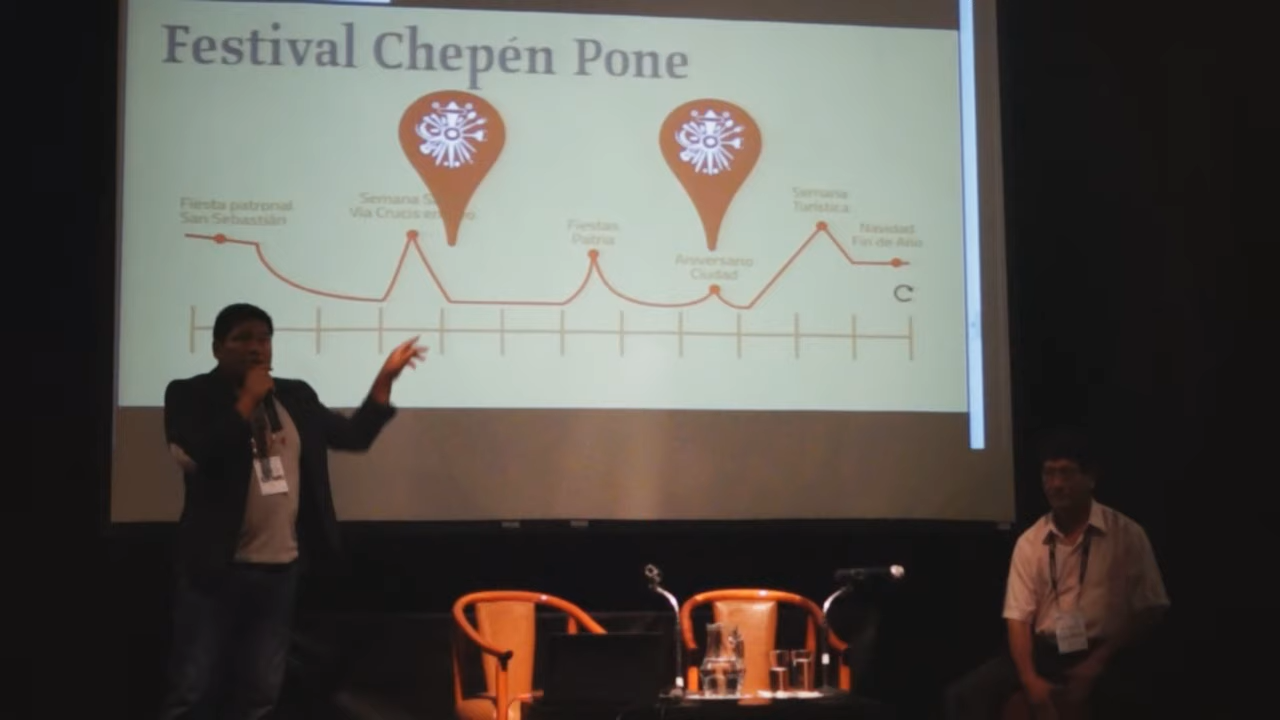 Festival Chepén Pone
Fiesta patronal
San Sebastián
Semana S
Vía Crucis en
Fiestas
Patria
Aniversario
Ciudad
Semana
Turística
Navidad
Fin de Año